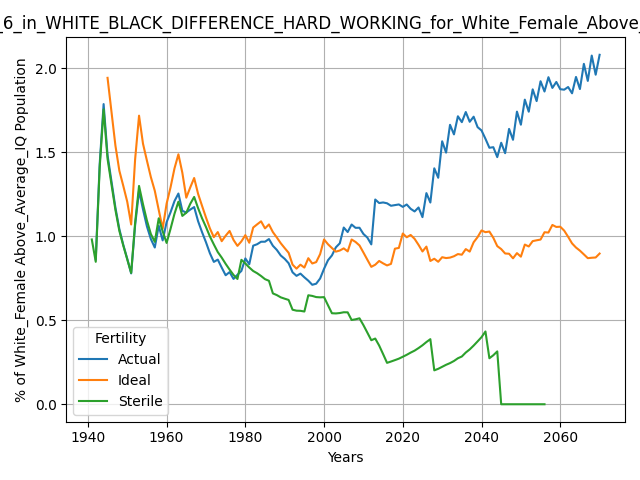 _6_in_WHITE_BLACK_DIFFERENCE_HARD_WORKING_for_White_Female_Above_
% of White_Female Above_Average_IQ Population
2.0
1.5
1.0
0.5
0.0
Fertility
Actual
Ideal
Sterile
1940 1960 1980 2000 2020 2040 2060
Years